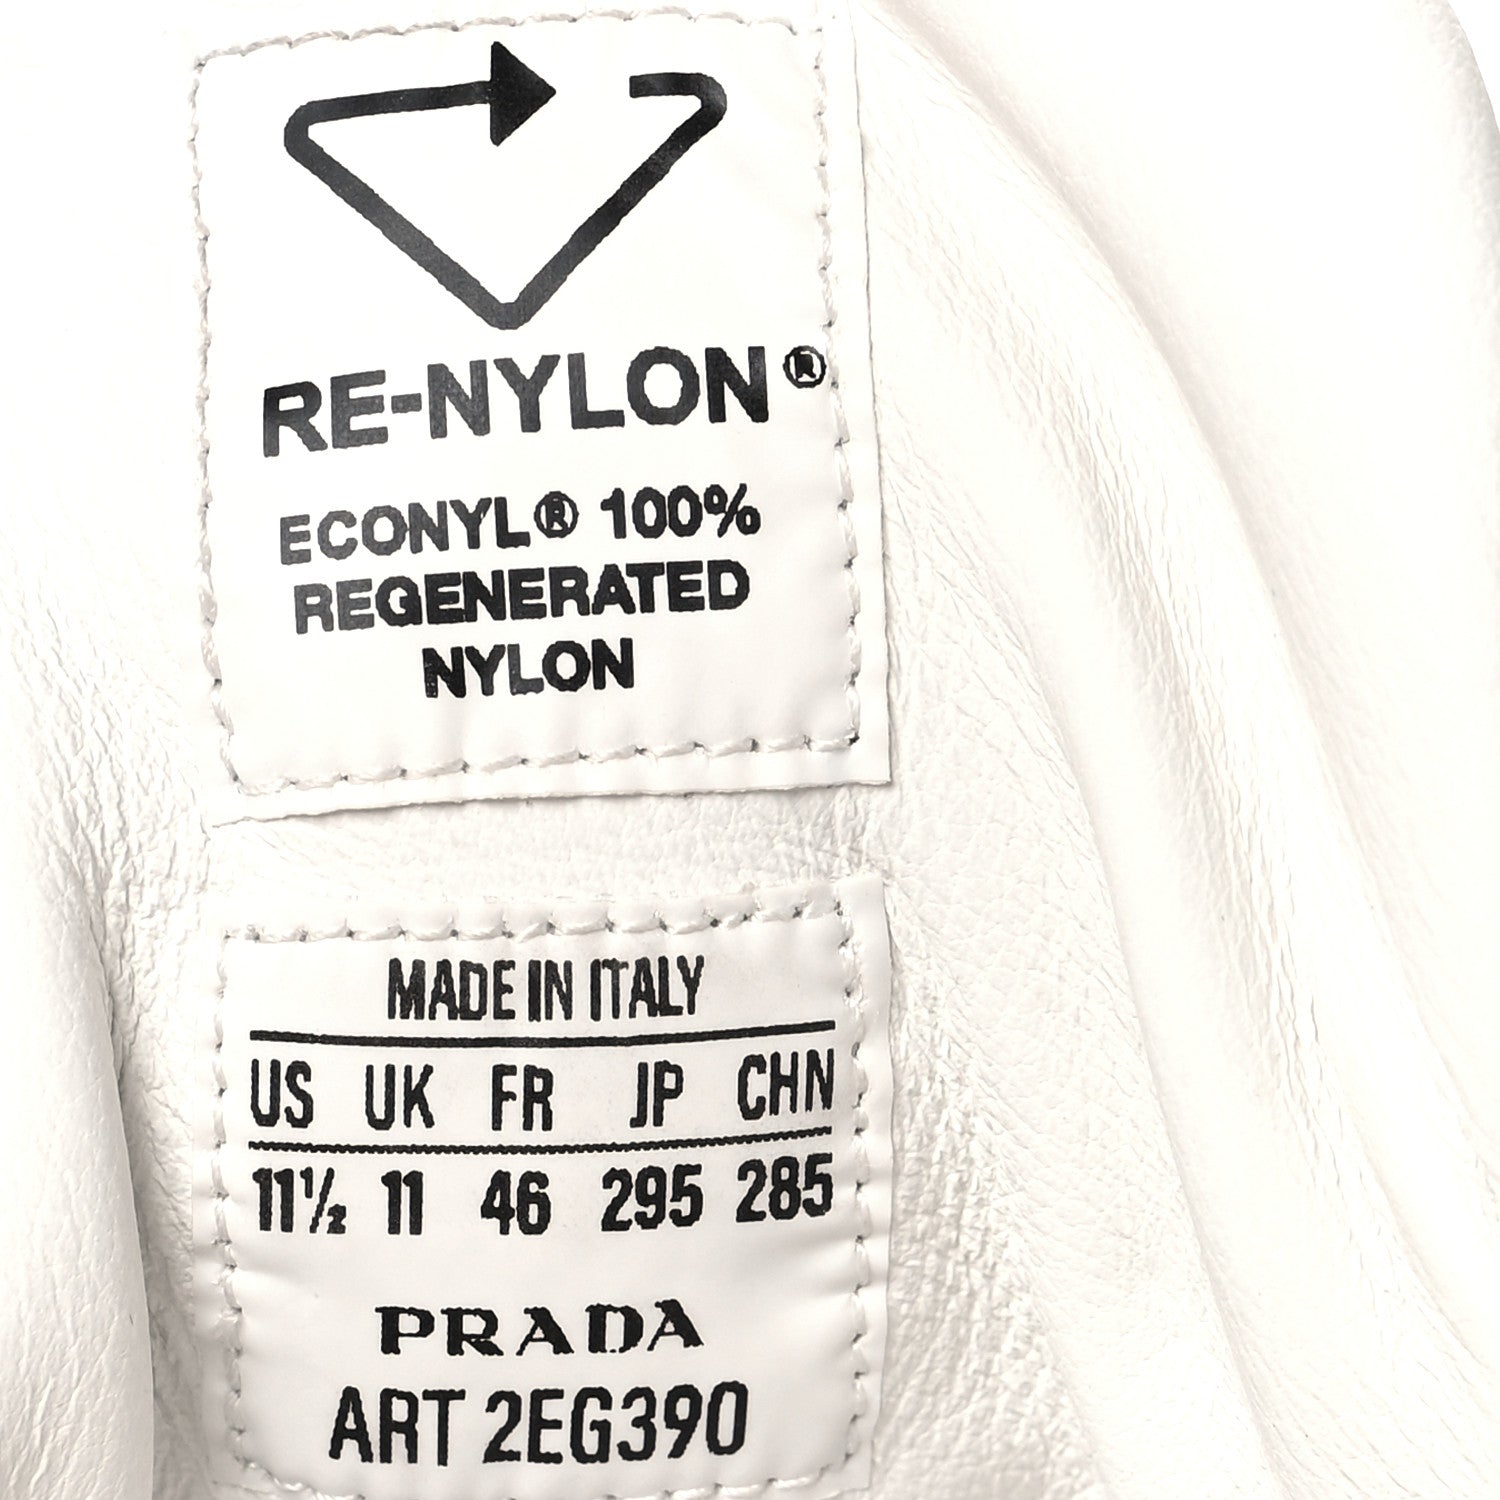 RE-NYLON®
ECONYL® 100%
REGENERATED
NYLON
MADE IN ITALY
US UK FR JP CHN
11½ 11 46 295 285
PRADA
ART 2EG390